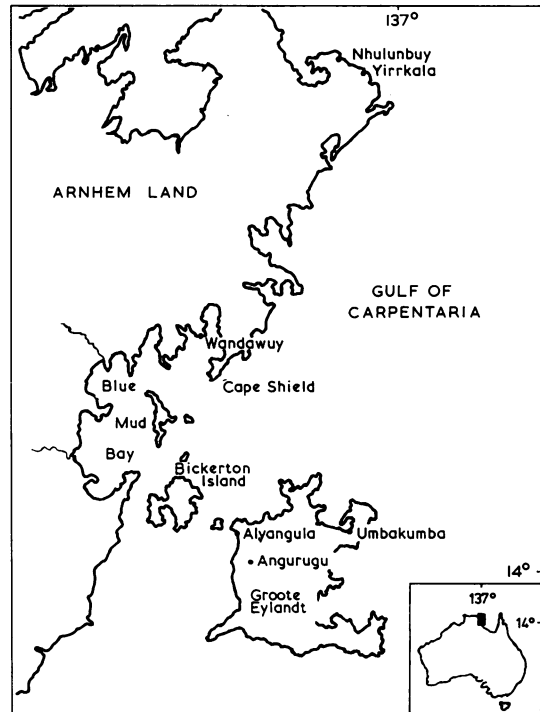 137°
Nhulunbuy
Yirrkala
ARNHEM LAND
GULF OF
CARPENTARIA
Wandawuy
Blue
Cape Shield
Mud
Bay
Bickerton
Island
Alyangula
Umbakumba
Angurugu
14°
Groote
Eylandt
137°
14°